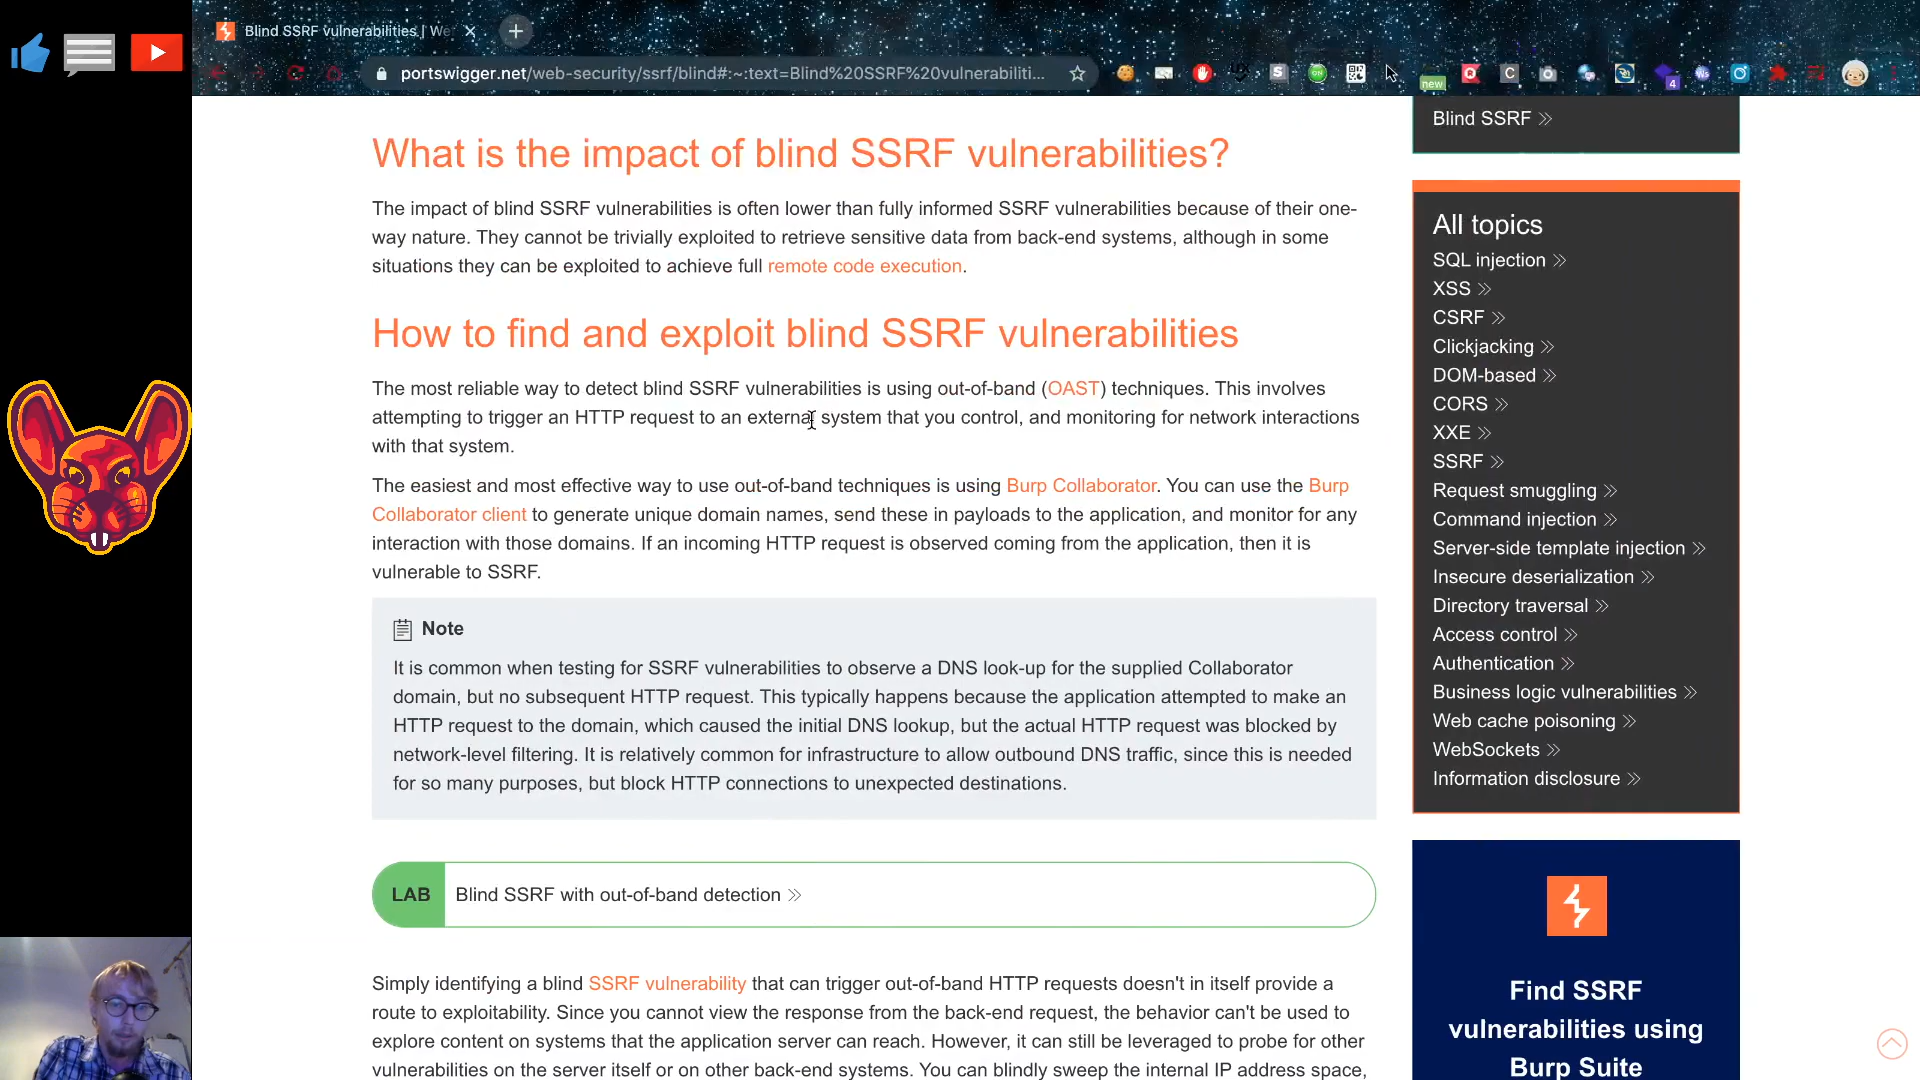 Blind SSRF vulnerabilities | We
portswigger.net/web-security/ssrf/blind#:~:text=Blind%20SSRF%20vulnerabiliti...
new
4
What is the impact of blind SSRF vulnerabilities?
The impact of blind SSRF vulnerabilities is often lower than fully informed SSRF vulnerabilities because of their one-
way nature. They cannot be trivially exploited to retrieve sensitive data from back-end systems, although in some
situations they can be exploited to achieve full remote code execution.
How to find and exploit blind SSRF vulnerabilities
The most reliable way to detect blind SSRF vulnerabilities is using out-of-band (OAST) techniques. This involves
attempting to trigger an HTTP request to an external system that you control, and monitoring for network interactions
with that system.
The easiest and most effective way to use out-of-band techniques is using Burp Collaborator. You can use the Burp
Collaborator client to generate unique domain names, send these in payloads to the application, and monitor for any
interaction with those domains. If an incoming HTTP request is observed coming from the application, then it is
vulnerable to SSRF.
Note
It is common when testing for SSRF vulnerabilities to observe a DNS look-up for the supplied Collaborator
domain, but no subsequent HTTP request. This typically happens because the application attempted to make an
HTTP request to the domain, which caused the initial DNS lookup, but the actual HTTP request was blocked by
network-level filtering. It is relatively common for infrastructure to allow outbound DNS traffic, since this is needed
for so many purposes, but block HTTP connections to unexpected destinations.
LAB Blind SSRF with out-of-band detection
Simply identifying a blind SSRF vulnerability that can trigger out-of-band HTTP requests doesn't in itself provide a
route to exploitability. Since you cannot view the response from the back-end request, the behavior can't be used to
explore content on systems that the application server can reach. However, it can still be leveraged to probe for other
vulnerabilities on the server itself or on other back-end systems. You can blindly sweep the internal IP address space,
Blind SSRF
All topics
SQL injection
XSS
CSRF
Clickjacking
DOM-based
CORS
XXE
SSRF
Request smuggling
Command injection
Server-side template injection
Insecure deserialization
Directory traversal
Access control
Authentication
Business logic vulnerabilities
Web cache poisoning
WebSockets
Information disclosure
Find SSRF
vulnerabilities using
Burp Suite